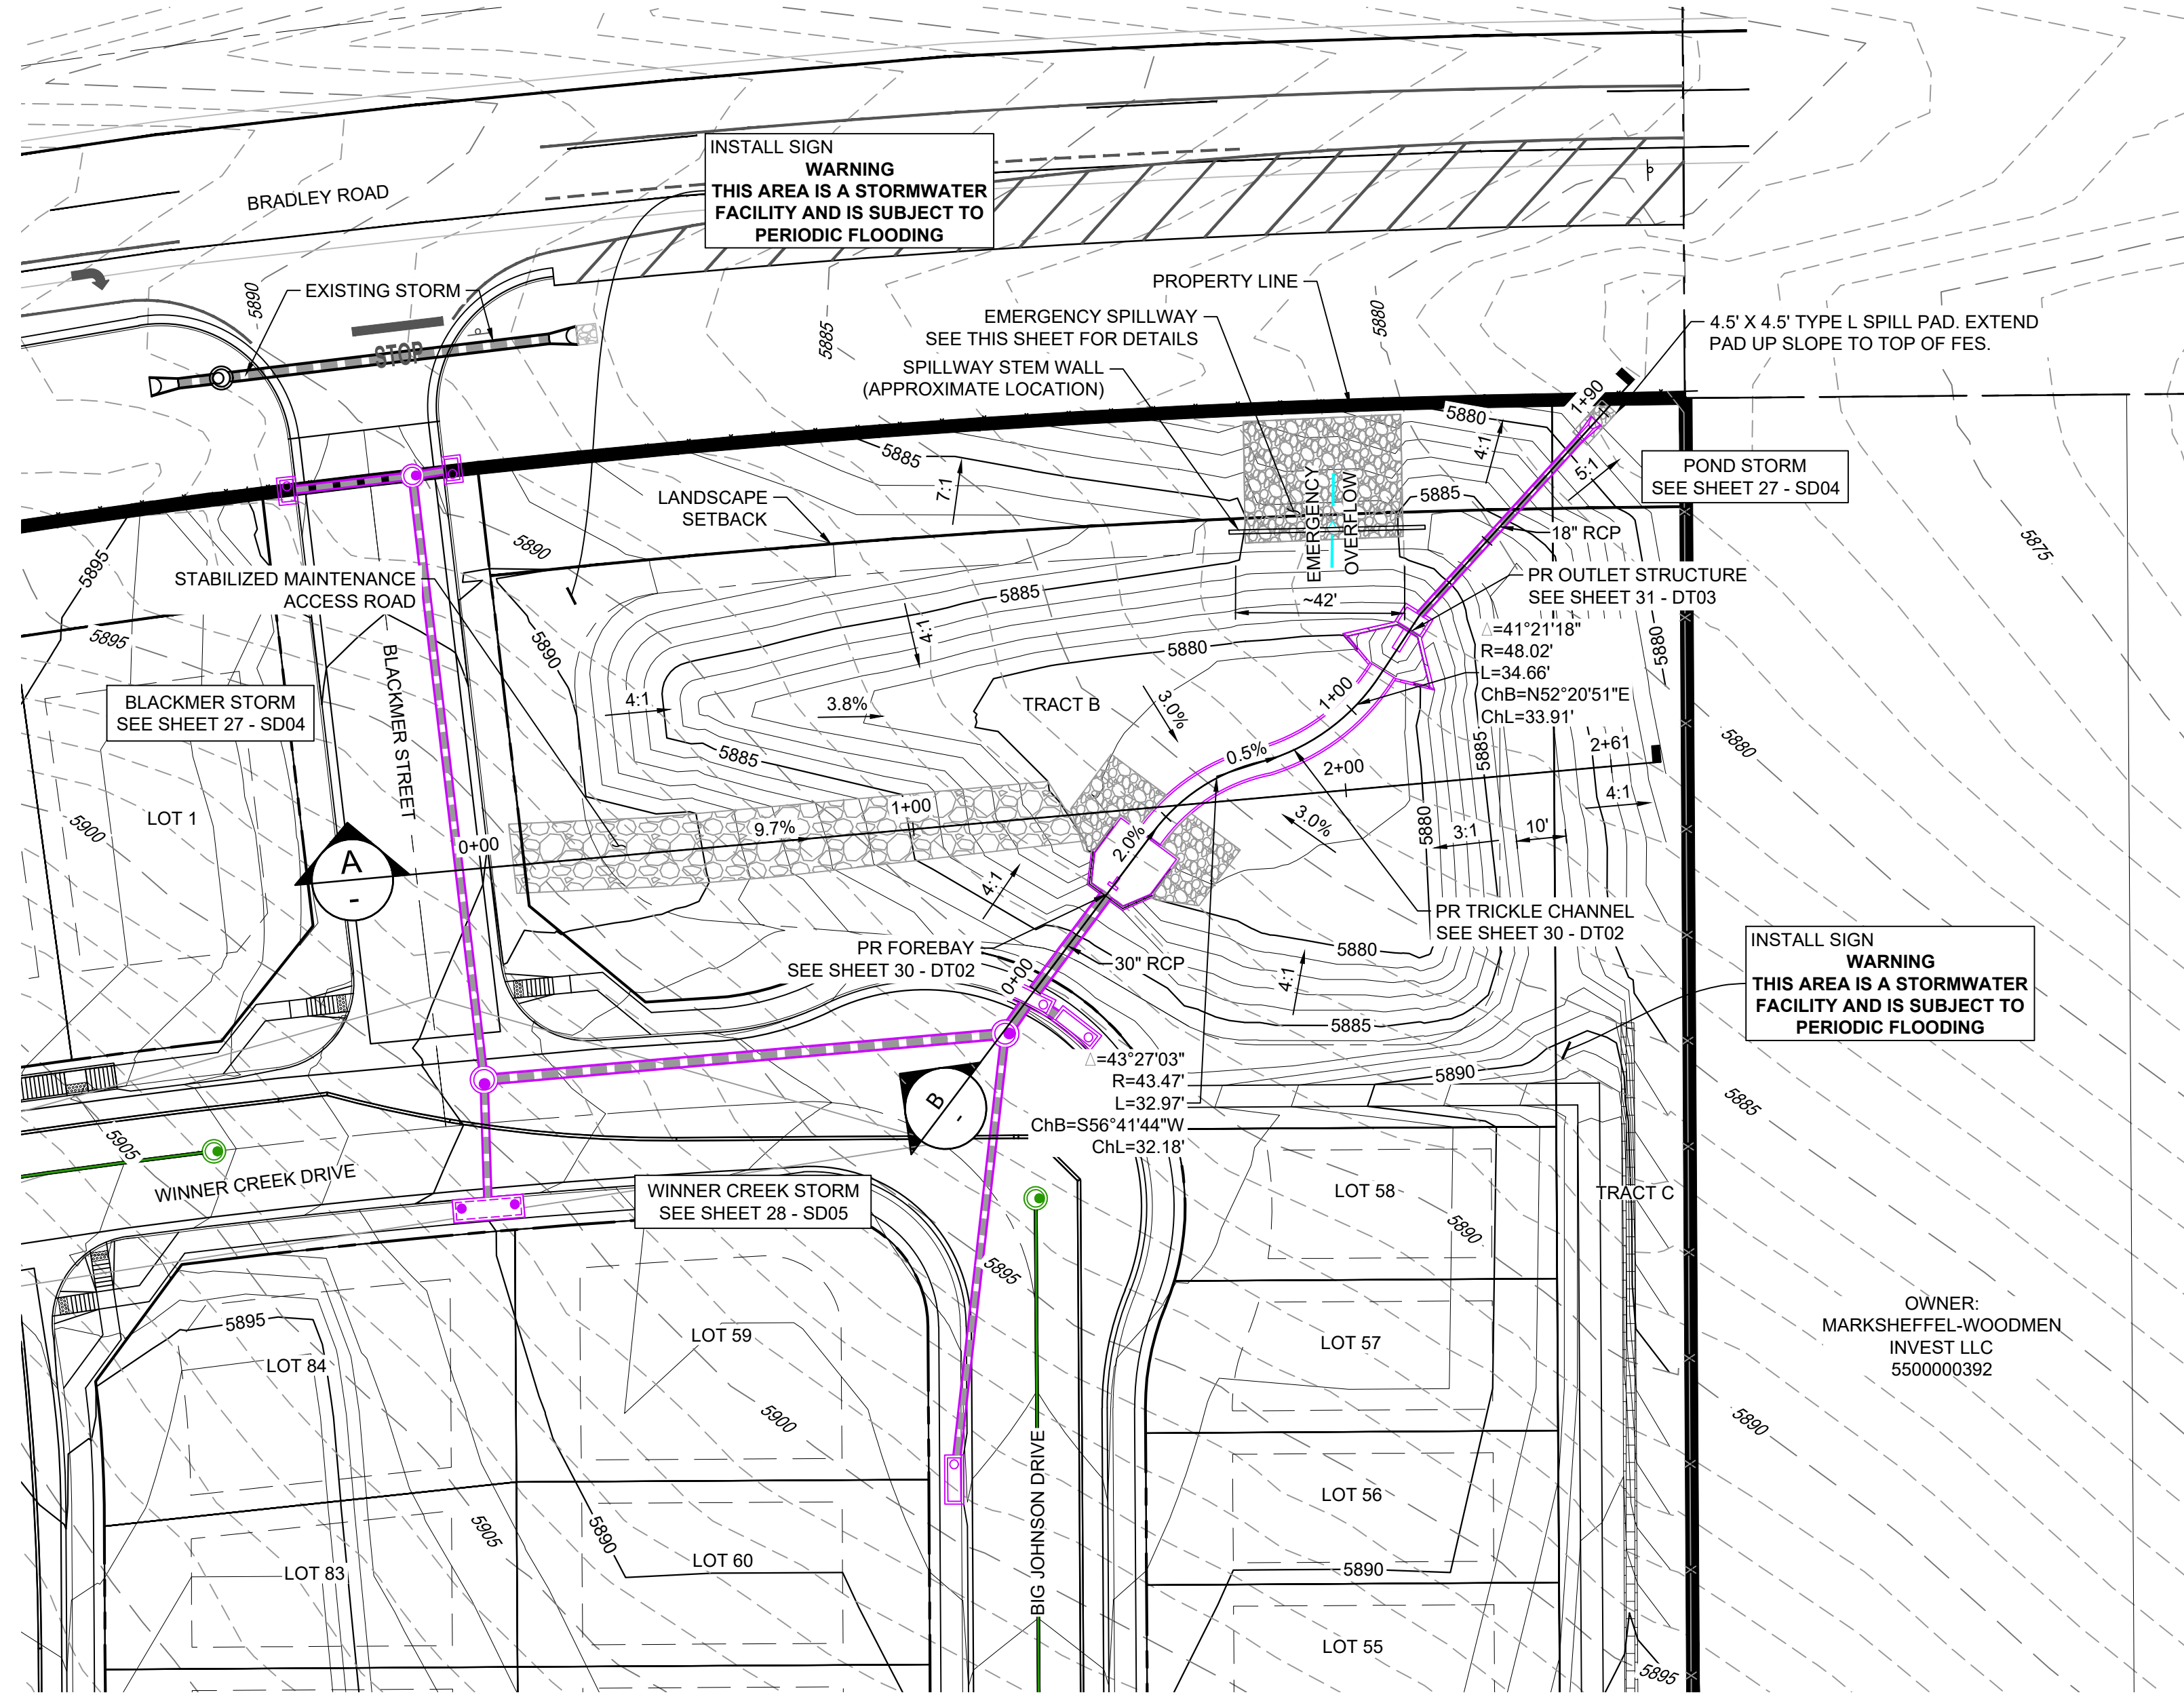 BRADLEY ROAD
INSTALL SIGN
WARNING
THIS AREA IS A STORMWATER
FACILITY AND IS SUBJECT TO
PERIODIC FLOODING
5890
EXISTING STORM
STOP
5885
PROPERTY LINE
5880
EMERGENCY SPILLWAY
SEE THIS SHEET FOR DETAILS
SPILLWAY STEM WALL
(APPROXIMATE LOCATION)
4.5' X 4.5' TYPE L SPILL PAD. EXTEND
PAD UP SLOPE TO TOP OF FES.
1+90
5880
4:1
5:1
5885
7:1
POND STORM
SEE SHEET 27 - SD04
LANDSCAPE
SETBACK
5885
EMERGENCY
OVERFLOW
18" RCP
5890
5895
5875
STABILIZED MAINTENANCE
ACCESS ROAD
PR OUTLET STRUCTURE
SEE SHEET 31 - DT03
5885
~42'
4:1
5895
5890
5880
5880
△=41°21'18"
R=48.02'
L=34.66'
ChB=N52°20'51"E
ChL=33.91'
BLACKMER STORM
SEE SHEET 27 - SD04
BLACKMER STREET
4:1
3.8%
TRACT B
3.0%
1+00
5885
0.5%
2+00
5885
2+61
5880
4:1
LOT 1
5900
A
-
0+00
9.7%
1+00
2.0%
3.0%
5880
3:1
10'
4:1
PR TRICKLE CHANNEL
SEE SHEET 30 - DT02
PR FOREBAY
SEE SHEET 30 - DT02
0+00
30" RCP
5880
4:1
5885
INSTALL SIGN
WARNING
THIS AREA IS A STORMWATER
FACILITY AND IS SUBJECT TO
PERIODIC FLOODING
△=43°27'03"
R=43.47'
L=32.97'
ChB=S56°41'44"W
ChL=32.18'
B
-
5890
5885
5905
WINNER CREEK DRIVE
WINNER CREEK STORM
SEE SHEET 28 - SD05
LOT 58
5890
TRACT C
5895
5895
LOT 84
LOT 59
LOT 57
OWNER:
MARKSHEFFEL-WOODMEN
INVEST LLC
5500000392
5900
5890
BIG JOHNSON DRIVE
LOT 56
5905
5890
LOT 83
LOT 60
5890
LOT 55
5895